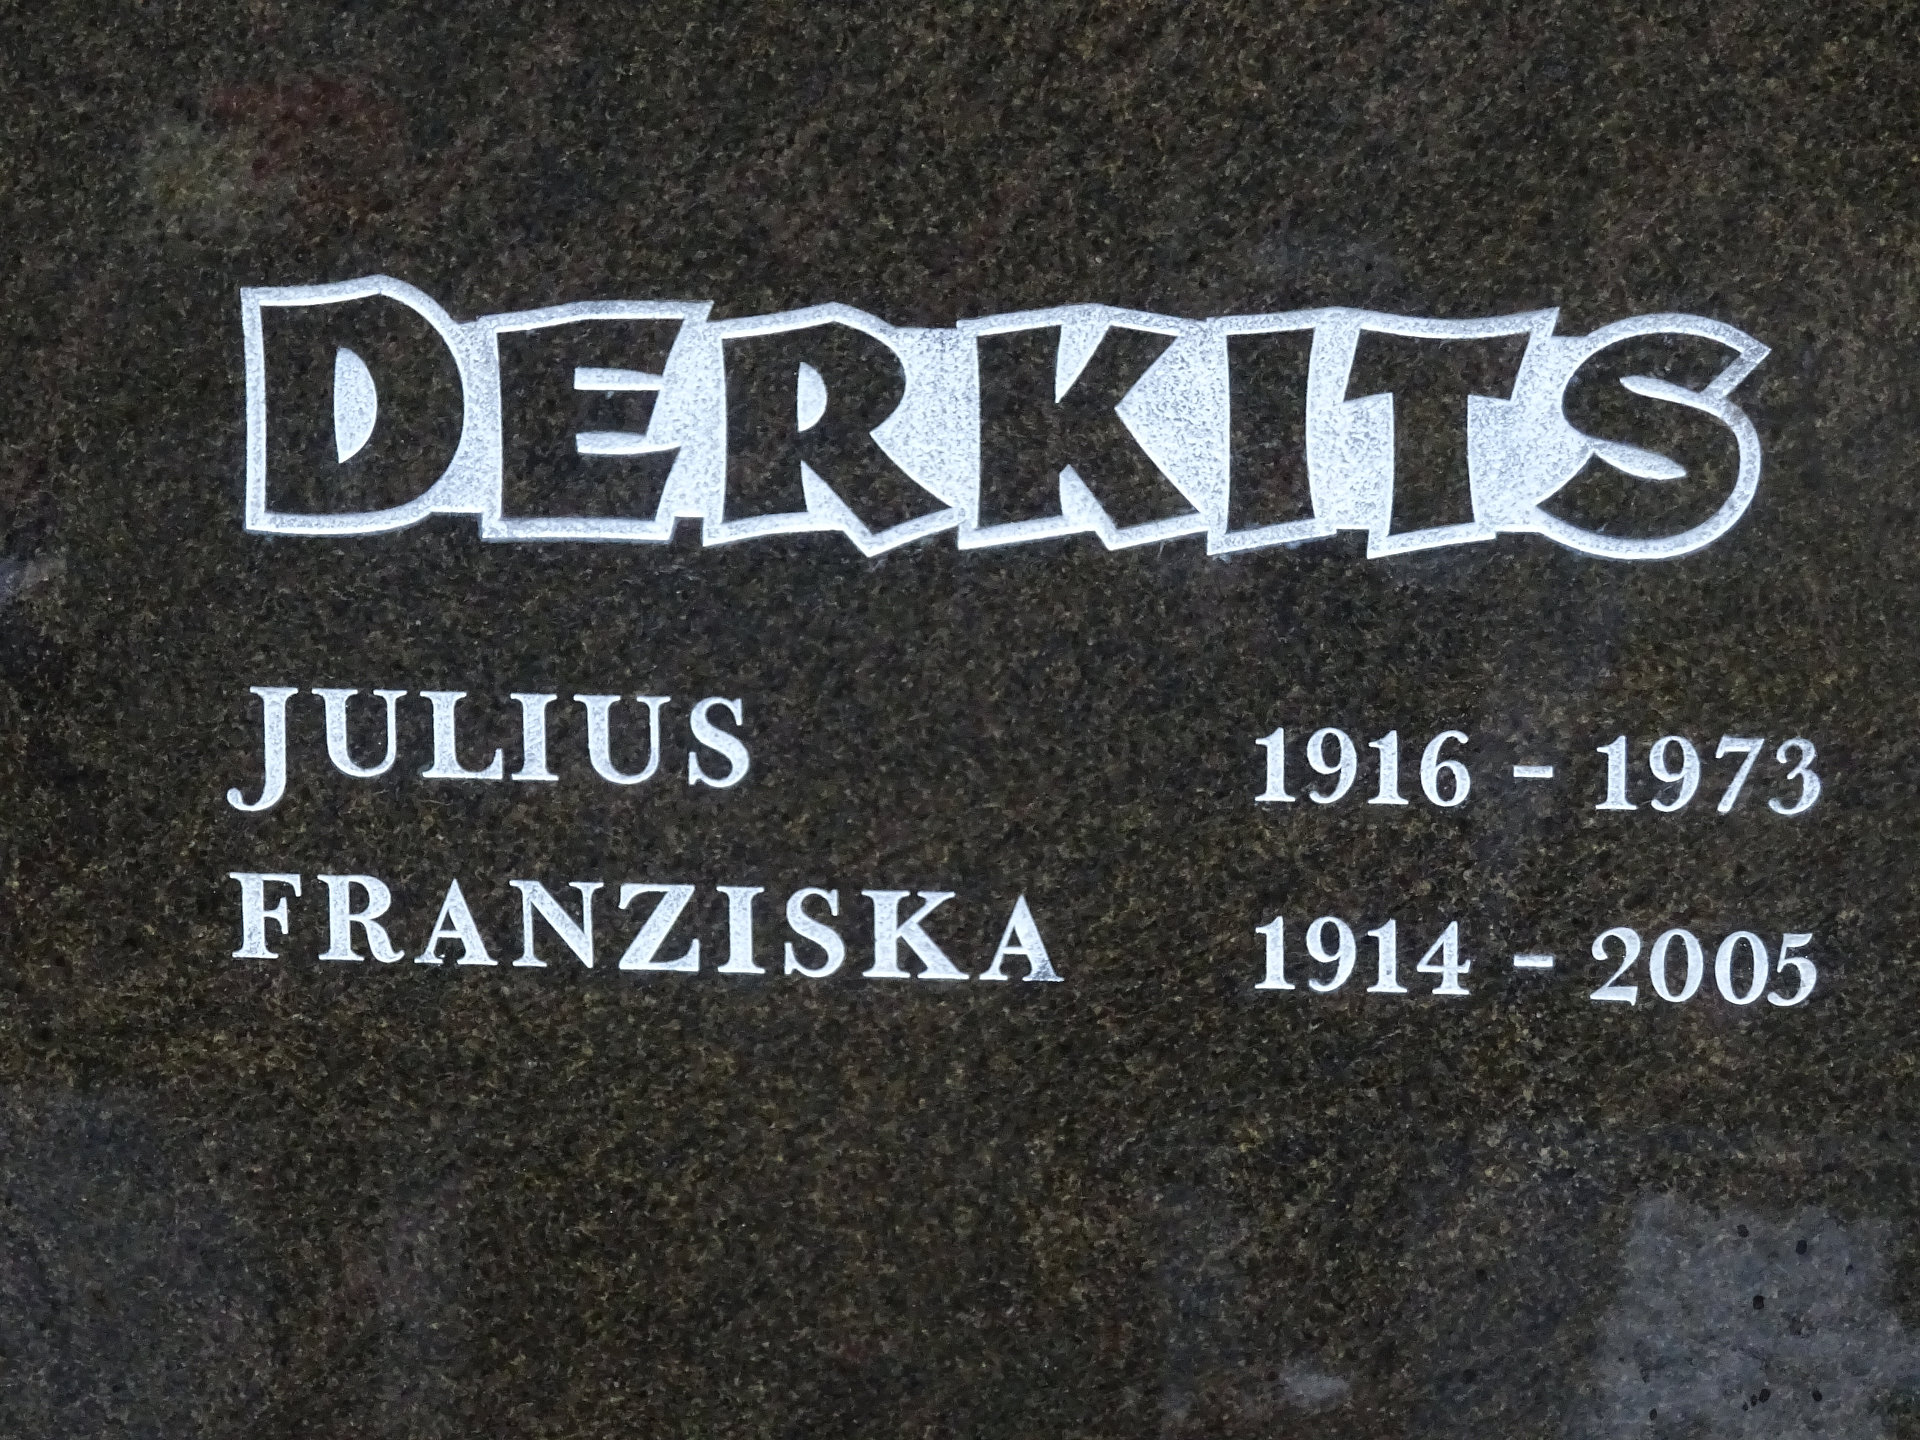 DERKITS
JULIUS 1916 - 1973
FRANZISKA 1914 - 2005